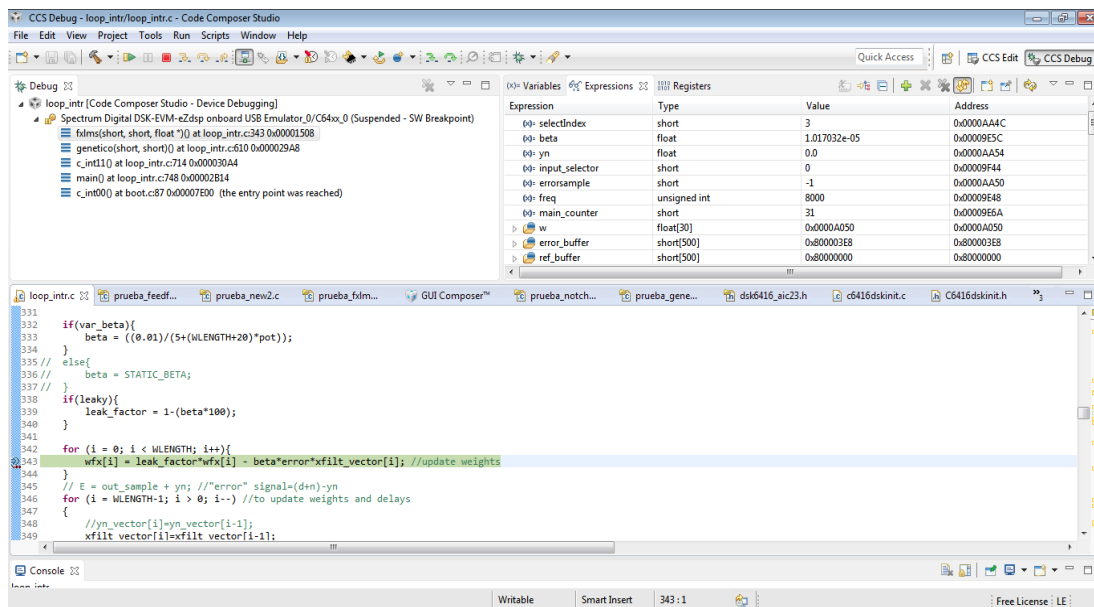 CCS Debug - loop_intr/loop_intr.c - Code Composer Studio
File Edit View Project Tools Run Scripts Window Help
Quick Access CCS Edit CCS Debug
Debug
loop_intr [Code Composer Studio - Device Debugging]
Spectrum Digital DSK-EVM-eZdsp onboard USB Emulator_0/C64xx_0 (Suspended - SW Breakpoint)
fxlms(short, short, float *)() at loop_intr.c:343 0x00001508
genetico(short, short)() at loop_intr.c:610 0x000029A8
c_int11() at loop_intr.c:714 0x000030A4
main() at loop_intr.c:748 0x00002B14
c_int00() at boot.c:87 0x00007E00 (the entry point was reached)
(x)= Variables Expressions Registers
Expression Type Value Address
(x)= selectIndex short 3 0x0000AA4C
(x)= beta float 1.017032e-05 0x00009E5C
(x)= yn float 0.0 0x0000AA54
(x)= input_selector short 0 0x00009F44
(x)= errorsample short -1 0x0000AA50
(x)= freq unsigned int 8000 0x00009E48
(x)= main_counter short 31 0x00009E6A
w float[30] 0x0000A050 0x0000A050
error_buffer short[500] 0x800003E8 0x800003E8
ref_buffer short[500] 0x80000000 0x80000000
loop_intr.c prueba_feedf... prueba_new2.c prueba_fxlm... GUI Composer™ prueba_notch... prueba_gene... dsk6416_aic23.h c6416dskinit.c C6416dskinit.h »3
331
332 if(var_beta){
333 beta = ((0.01)/(5+(WLENGTH+20)*pot));
334 }
335 // else{
336 // beta = STATIC_BETA;
337 // }
338 if(leaky){
339 leak_factor = 1-(beta*100);
340 }
341
342 for (i = 0; i < WLENGTH; i++){
343 wfx[i] = leak_factor*wfx[i] - beta*error*xfilt_vector[i]; //update weights
344 }
345 // E = out_sample + yn; //"error" signal=(d+n)-yn
346 for (i = WLENGTH-1; i > 0; i--) //to update weights and delays
347 {
348 //yn_vector[i]=yn_vector[i-1];
349 xfilt_vector[i]=xfilt_vector[i-1];
Console
Writable Smart Insert 343 : 1 Free License LE